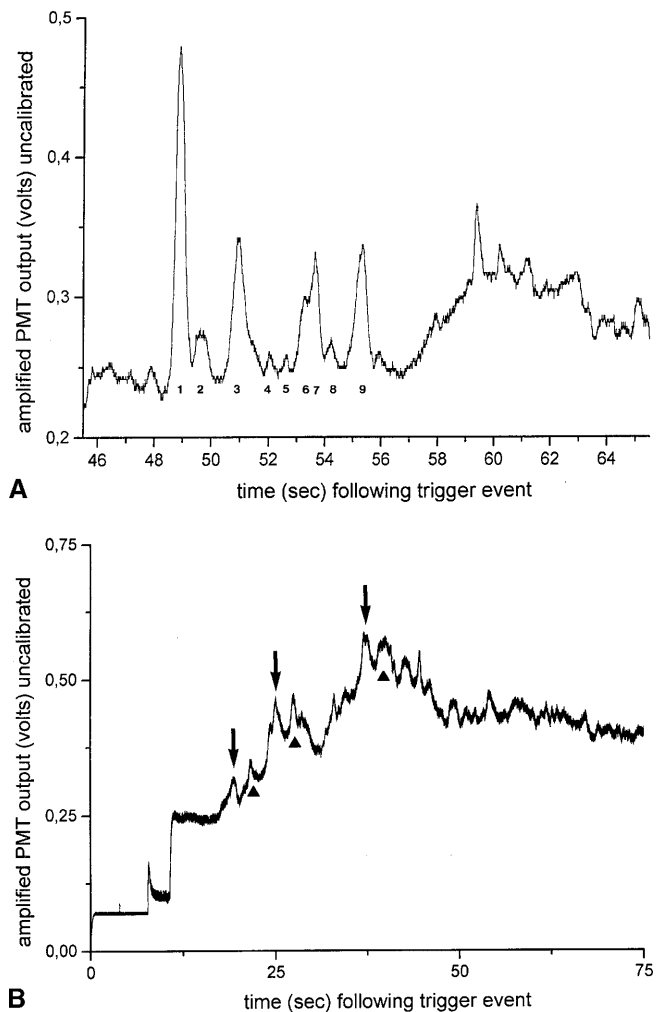 0,5
0,4
0,3
0,2
amplified PMT output (volts) uncalibrated
1 2 3 4 5 6 7 8 9
46 48 50 52 54 56 58 60 62 64
time (sec) following trigger event
A
0,75
0,50
0,25
0,00
amplified PMT output (volts) uncalibrated
0 25 50 75
time (sec) following trigger event
B